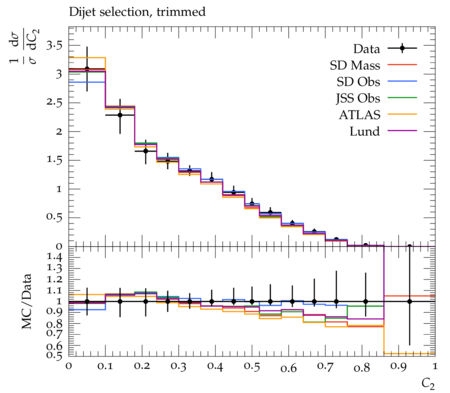 Dijet selection, trimmed
1/σ dσ/dC₂
3.5
3
2.5
2
1.5
1
0.5
0
Data
SD Mass
SD Obs
JSS Obs
ATLAS
Lund
MC/Data
1.4
1.3
1.2
1.1
1
0.9
0.8
0.7
0.6
0.5
0 0.1 0.2 0.3 0.4 0.5 0.6 0.7 0.8 0.9 1
C₂